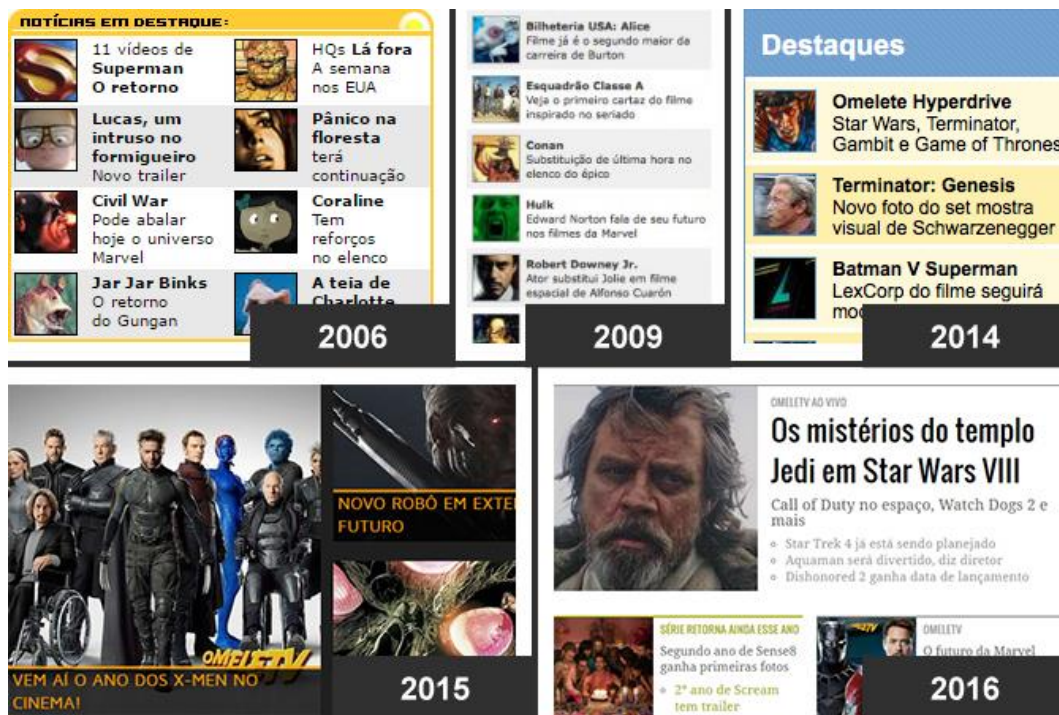 NOTÍCIAS EM DESTAQUE:
11 vídeos de
Superman
O retorno
HQs Lá fora
A semana
nos EUA
Lucas, um
intruso no
formigueiro
Novo trailer
Pânico na
floresta
terá
continuação
Civil War
Pode abalar
hoje o universo
Marvel
Coraline
Tem
reforços
no elenco
Jar Jar Binks
O retorno
do Gungan
A teia de
Charlotte
2006
Bilheteria USA: Alice
Filme já é o segundo maior da
carreira de Burton
Esquadrão Classe A
Veja o primeiro cartaz do filme
inspirado no seriado
Conan
Substituição de última hora no
elenco do épico
Hulk
Edward Norton fala de seu futuro
nos filmes da Marvel
Robert Downey Jr.
Ator substitui Jolie em filme
espacial de Alfonso Cuarón
2009
Destaques
Omelete Hyperdrive
Star Wars, Terminator,
Gambit e Game of Thrones
Terminator: Genesis
Novo foto do set mostra
visual de Schwarzenegger
Batman V Superman
LexCorp do filme seguirá
2014
OMELETV
VEM AÍ O ANO DOS X-MEN NO
CINEMA!
NOVO ROBÔ EM EXTE
FUTURO
2015
OMELETV AO VIVO
Os mistérios do templo
Jedi em Star Wars VIII
Call of Duty no espaço, Watch Dogs 2 e
mais
Star Trek 4 já está sendo planejado
Aquaman será divertido, diz diretor
Dishonored 2 ganha data de lançamento
SÉRIE RETORNA AINDA ESSE ANO
Segundo ano de Sense8
ganha primeiras fotos
2º ano de Scream
tem trailer
OMELETV
O futuro da Marvel
2016